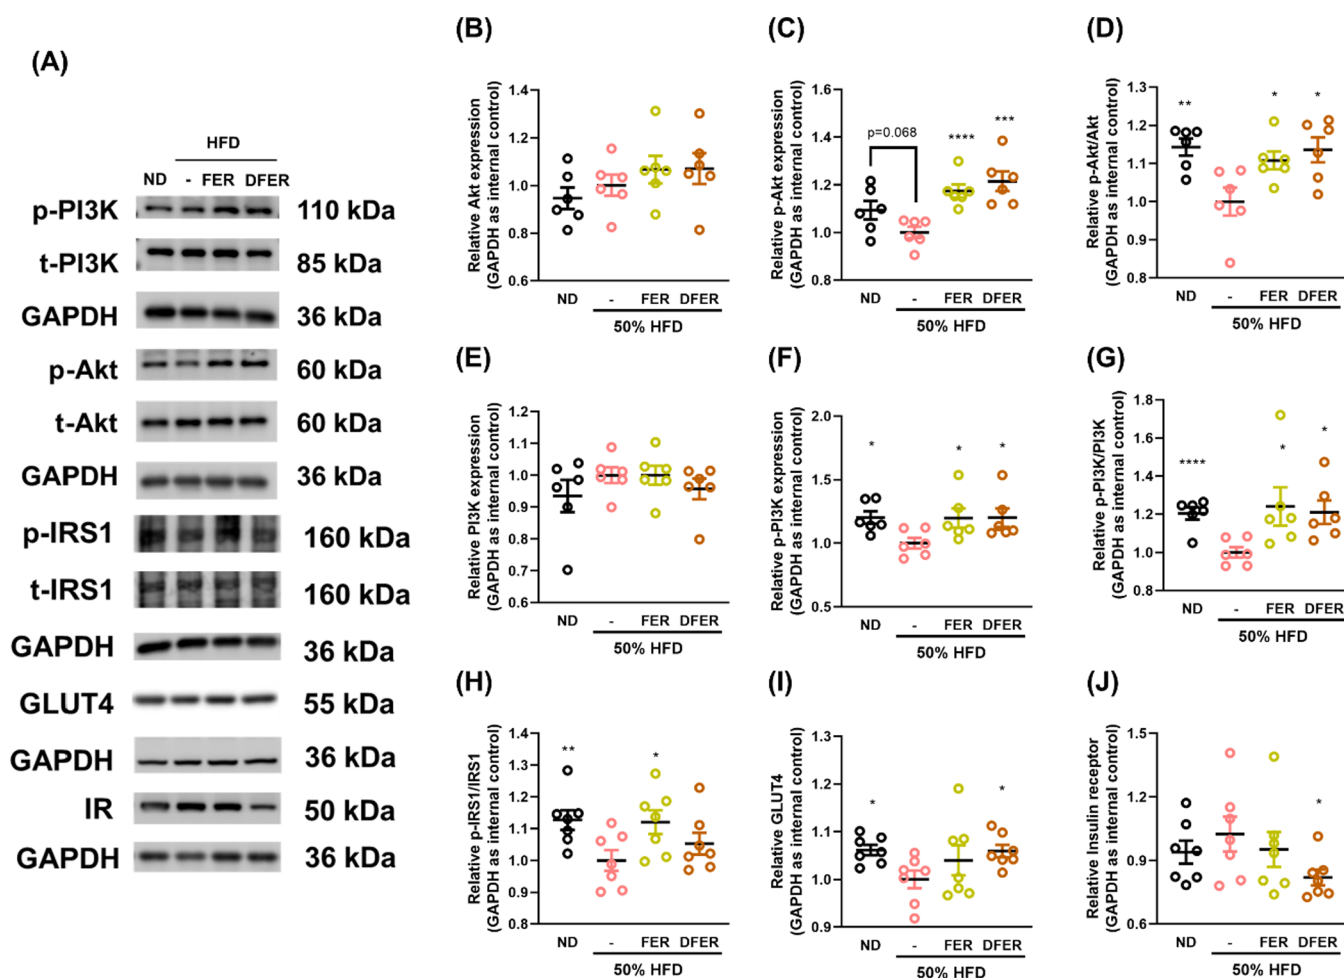 (A)
HFD
ND - FER DFER
p-PI3K 110 kDa
t-PI3K 85 kDa
GAPDH 36 kDa
p-Akt 60 kDa
t-Akt 60 kDa
GAPDH 36 kDa
p-IRS1 160 kDa
t-IRS1 160 kDa
GAPDH 36 kDa
GLUT4 55 kDa
GAPDH 36 kDa
IR 50 kDa
GAPDH 36 kDa
(B)
Relative Akt expression
(GAPDH as internal control)
1.4
1.2
1.0
0.8
0.6
ND - FER DFER
50% HFD
(C)
Relative p-Akt expression
(GAPDH as internal control)
1.6
1.4
1.2
1.0
0.8
p=0.068
****
***
ND - FER DFER
50% HFD
(D)
Relative p-Akt/Akt
(GAPDH as internal control)
1.3
1.2
1.1
1.0
0.9
0.8
** * *
ND - FER DFER
50% HFD
(E)
Relative PI3K expression
(GAPDH as internal control)
1.2
1.1
1.0
0.9
0.8
0.7
0.6
ND - FER DFER
50% HFD
(F)
Relative p-PI3K expression
(GAPDH as internal control)
2.0
1.5
1.0
0.5
* * *
ND - FER DFER
50% HFD
(G)
Relative p-PI3K/PI3K
(GAPDH as internal control)
1.8
1.6
1.4
1.2
1.0
0.8
**** * *
ND - FER DFER
50% HFD
(H)
Relative p-IRS1/IRS1
(GAPDH as internal control)
1.4
1.3
1.2
1.1
1.0
0.9
0.8
** *
ND - FER DFER
50% HFD
(I)
Relative GLUT4
(GAPDH as internal control)
1.3
1.2
1.1
1.0
0.9
* *
ND - FER DFER
50% HFD
(J)
Relative Insulin receptor
(GAPDH as internal control)
1.5
1.2
0.9
0.6
*
ND - FER DFER
50% HFD